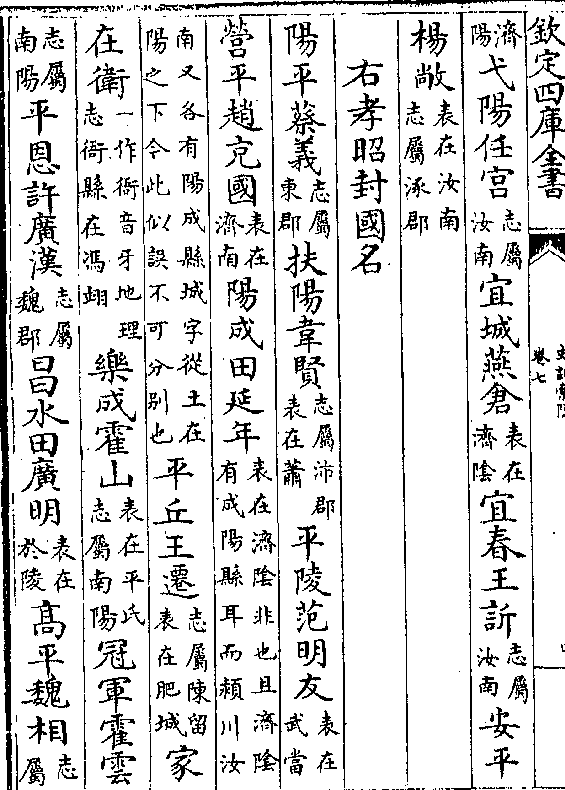 欽定四庫全書
卷七
濟陽弋陽任宫志屬汝南宜城燕倉表在濟陰宜春王訢志屬汝南安平
楊敞表在汝南志屬涿郡
右孝昭封國名
陽平蔡義志屬東郡扶陽韋賢志屬沛郡表在蕭平陵范明友表在武當
營平趙充國表在濟南陽成田延年表在濟陰非也且濟陰有成陽縣耳而頴川汝
南又各有陽成縣城字從土在陽之下今此似誤不可分别也平丘王遷志屬陳留表在肥城家
在衛一作衙音牙地理志衙縣在馮翊樂成霍山表在平氏志屬南陽冠軍霍雲
志屬南陽平恩許廣漢志屬魏郡昌水田廣明表在於陵高平魏相志屬